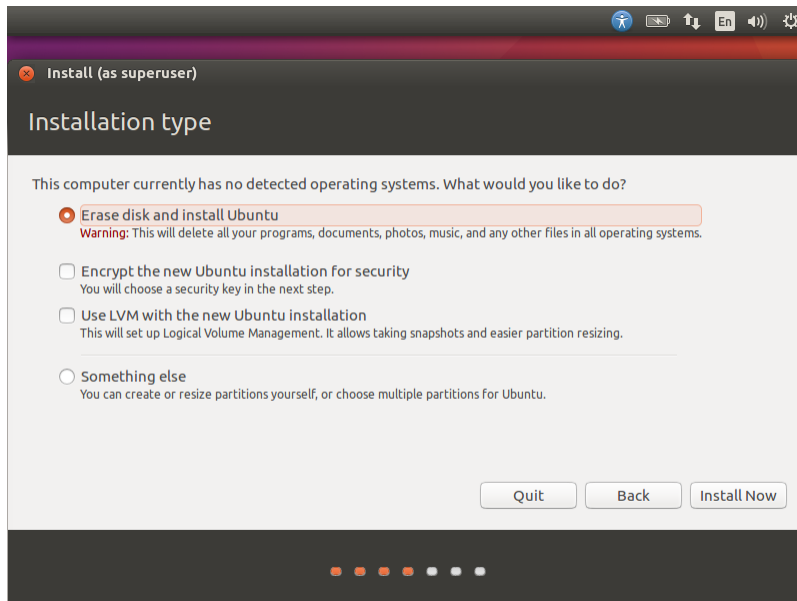 En
Install (as superuser)
Installation type
This computer currently has no detected operating systems. What would you like to do?
Erase disk and install Ubuntu
Warning: This will delete all your programs, documents, photos, music, and any other files in all operating systems.
Encrypt the new Ubuntu installation for security
You will choose a security key in the next step.
Use LVM with the new Ubuntu installation
This will set up Logical Volume Management. It allows taking snapshots and easier partition resizing.
Something else
You can create or resize partitions yourself, or choose multiple partitions for Ubuntu.
Quit Back Install Now